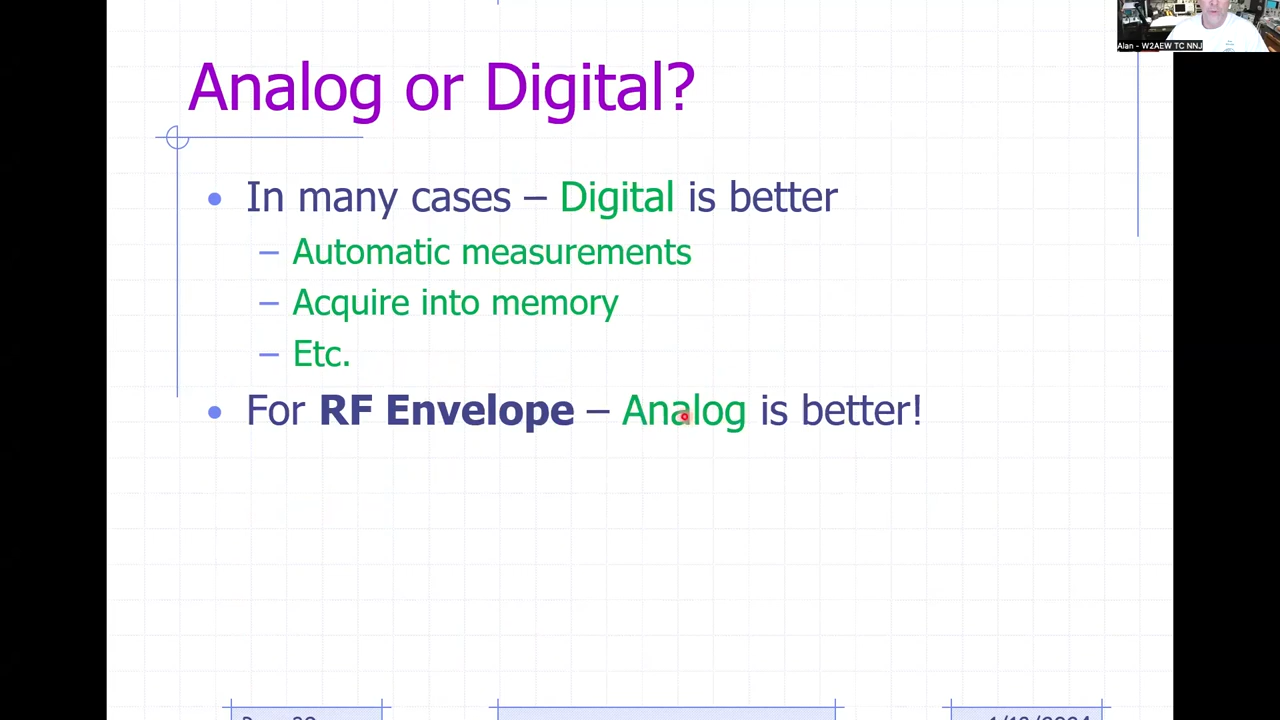 Alan - W2AEW TC NNJ
Analog or Digital?
• In many cases – Digital is better
– Automatic measurements
– Acquire into memory
– Etc.
• For RF Envelope – Analog is better!